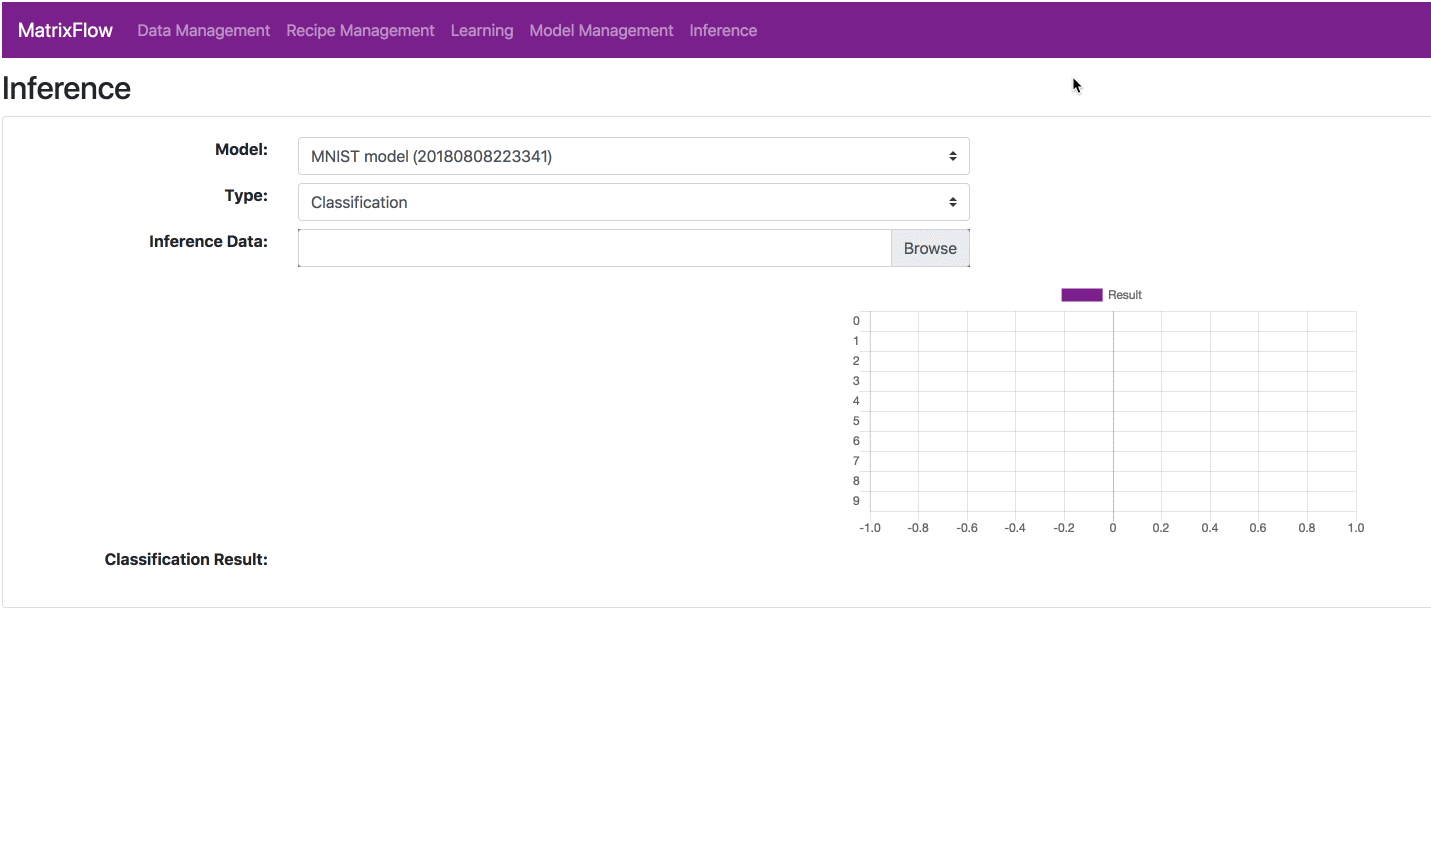 MatrixFlow Data Management Recipe Management Learning Model Management Inference
Inference
Model: MNIST model (20180808223341)
Type: Classification
Inference Data: Browse
Result
0
1
2
3
4
5
6
7
8
9
-1.0 -0.8 -0.6 -0.4 -0.2 0 0.2 0.4 0.6 0.8 1.0
Classification Result: